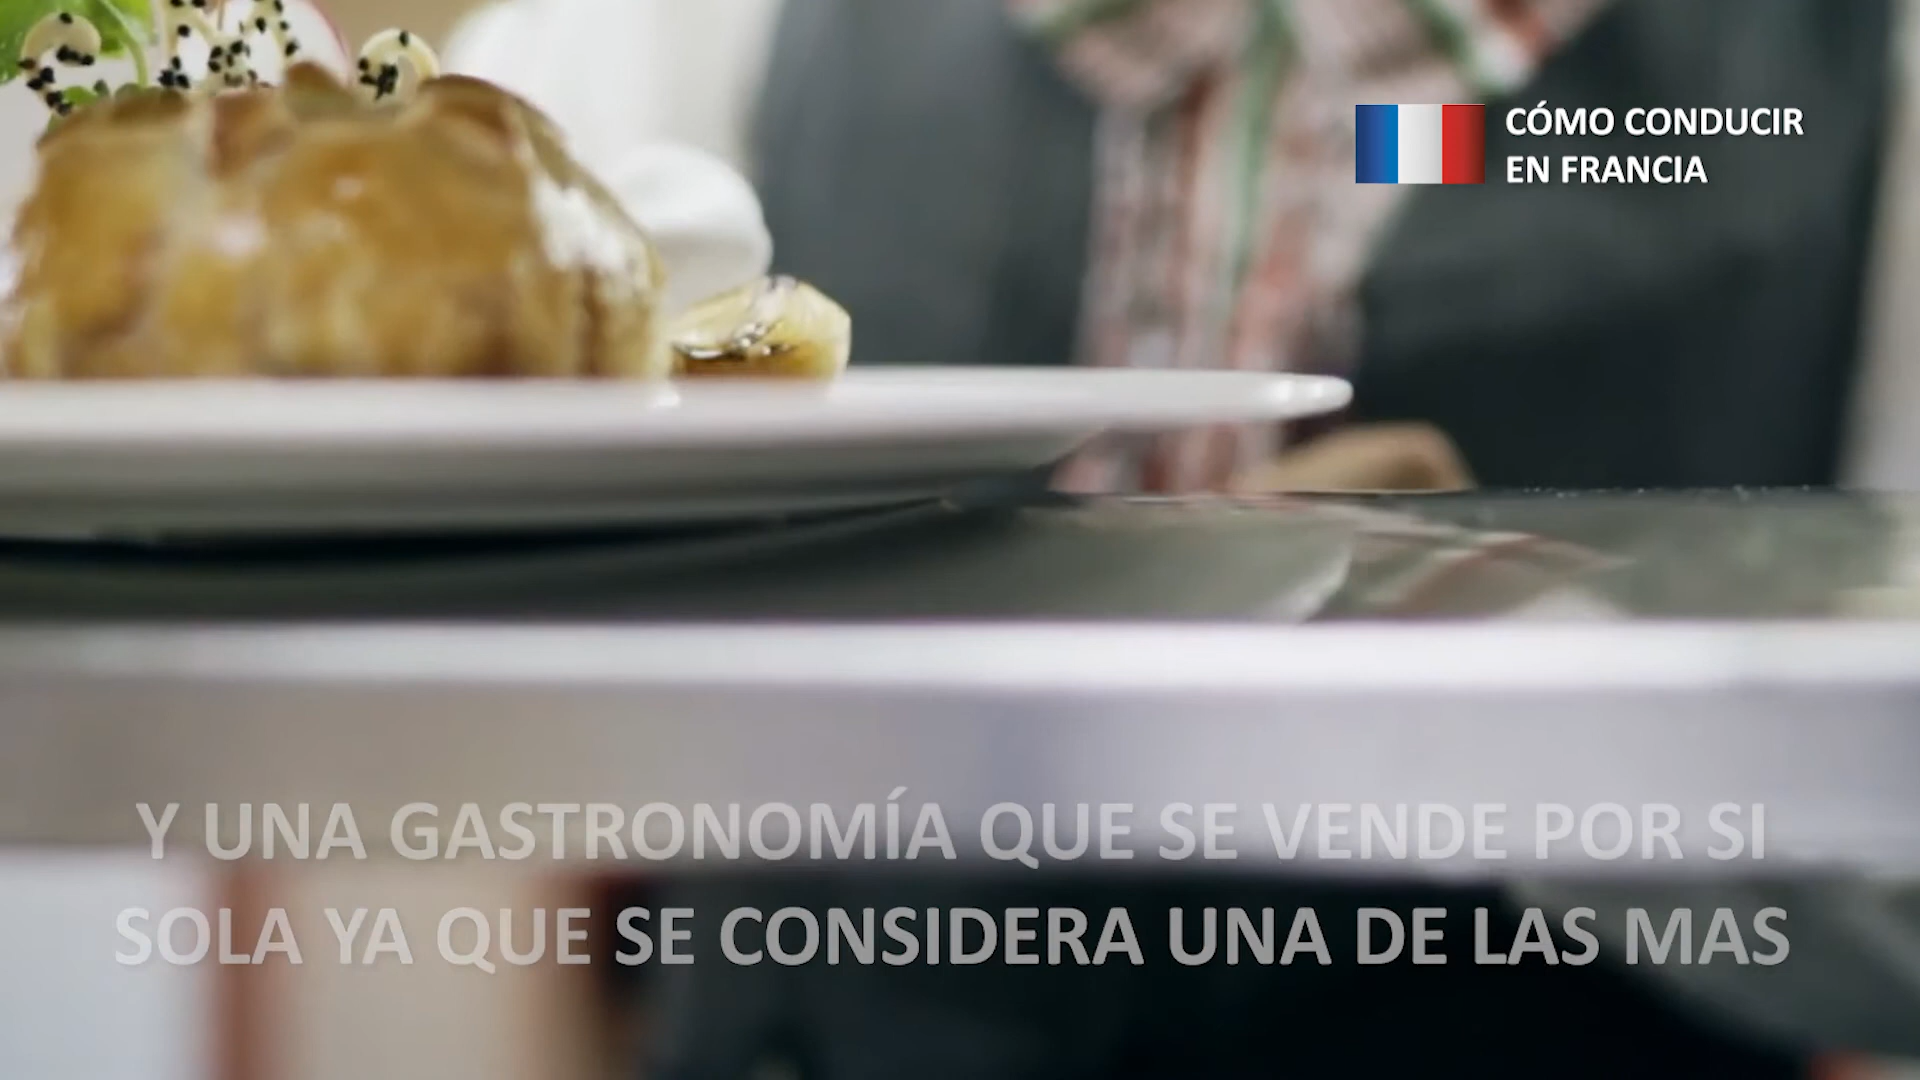 CÓMO CONDUCIR
EN FRANCIA
Y UNA GASTRONOMÍA QUE SE VENDE POR SI
SOLA YA QUE SE CONSIDERA UNA DE LAS MAS